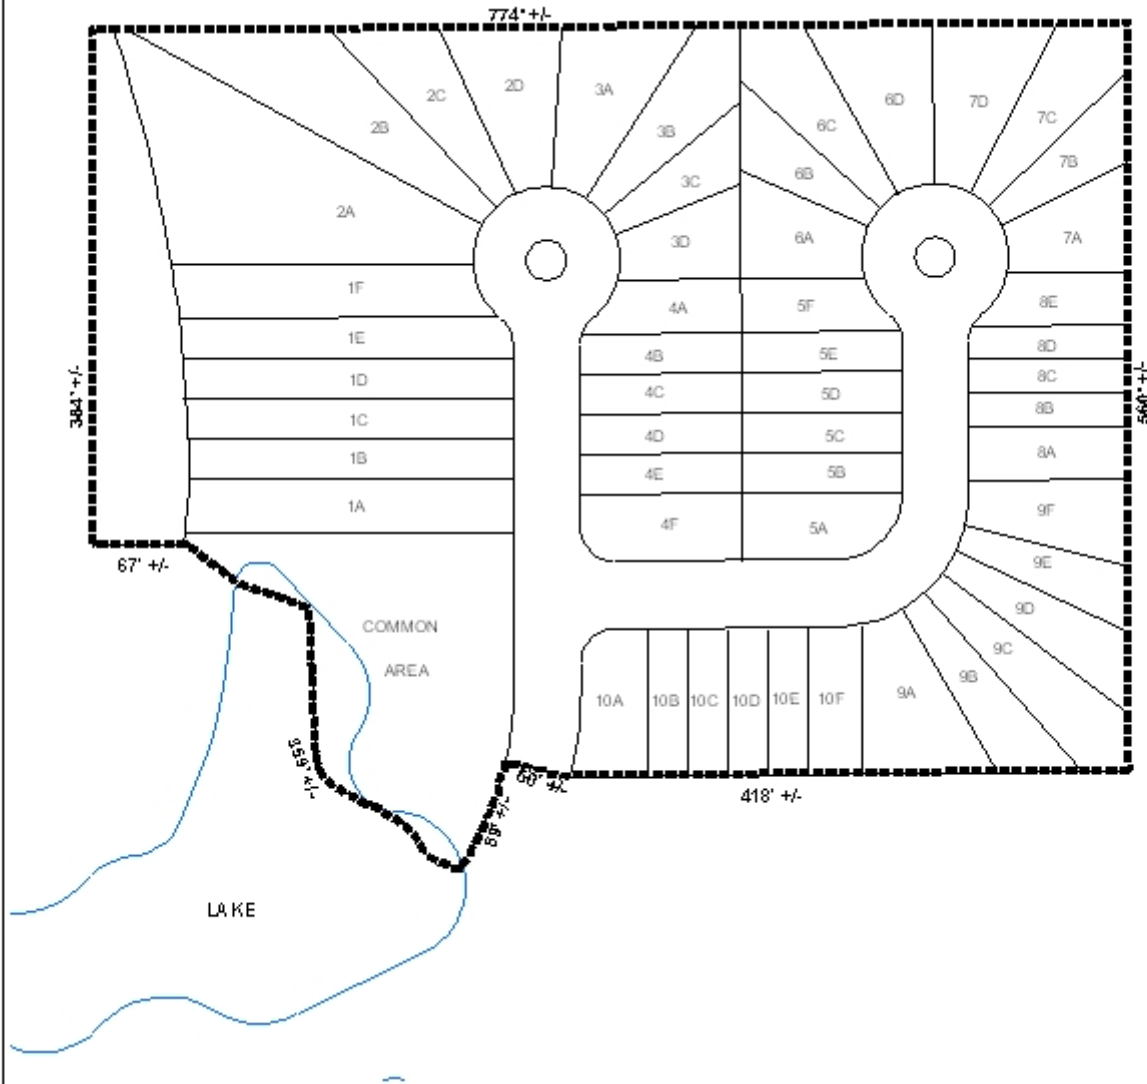 774' +/-
2D
3A
2C
6D
7D
7C
2B
3B
6C
7B
3C
6B
2A
3D
6A
7A
1F
4A
5F
8E
1E
4B
5E
8D
1D
4C
5D
8C
384' +/-
560' +/-
8B
1C
4D
5C
8A
1B
4E
5B
1A
4F
5A
9F
67' +/-
9E
COMMON
AREA
9D
9C
9B
10A
10B
10C
10D
10E
10F
9A
355' +/-
60' +/-
418' +/-
89' +/-
LAKE